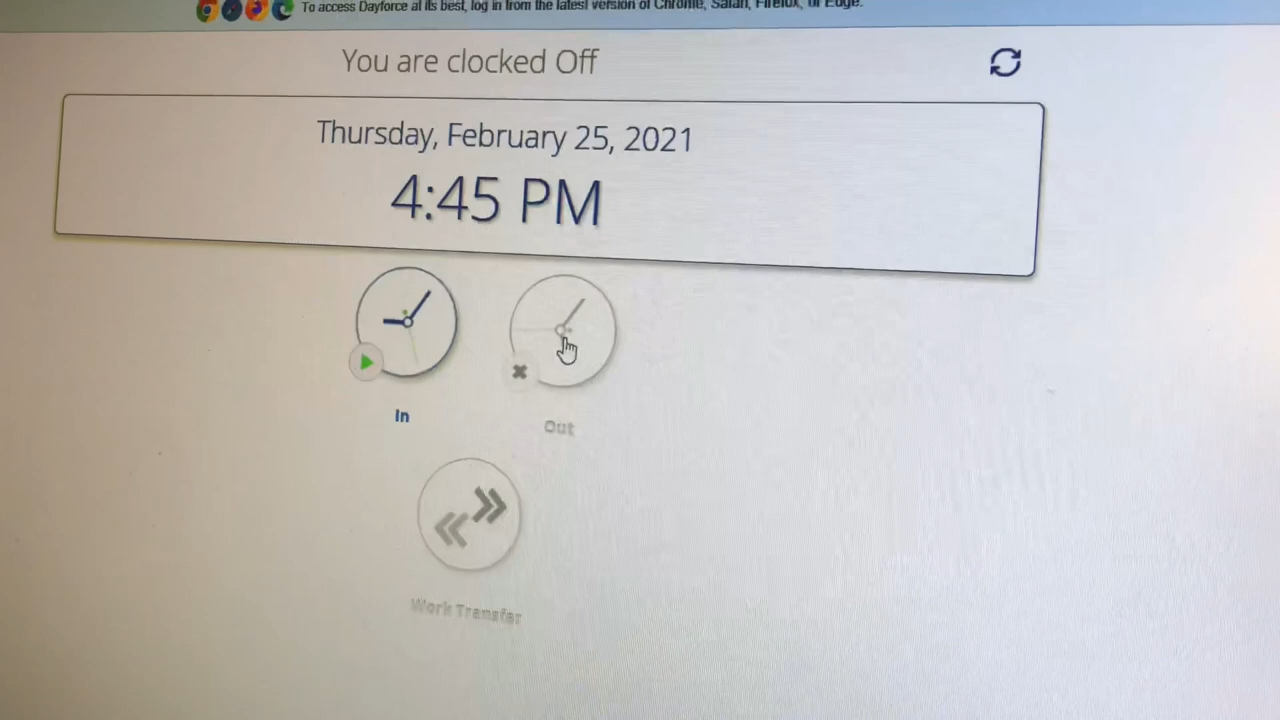 To access Dayforce at its best, log in from the latest version of Chrome, Safari, Firefox, or Edge.
You are clocked Off
Thursday, February 25, 2021
4:45 PM
In
Out
Work Transfer